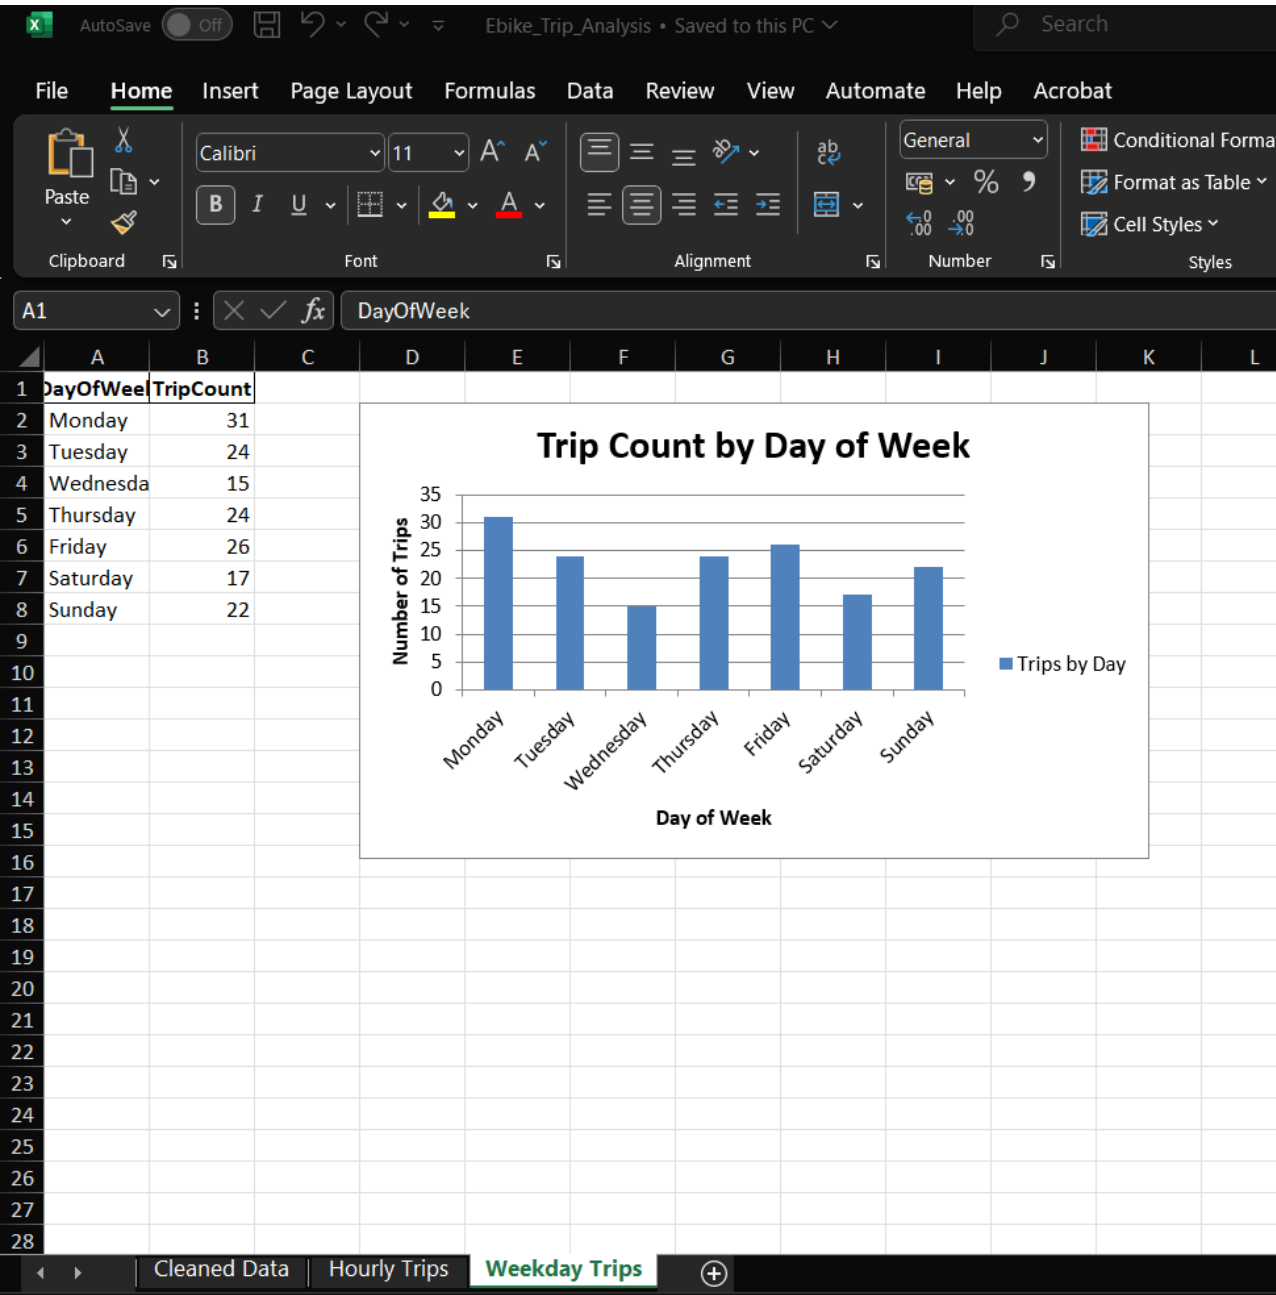 AutoSave Off Ebike_Trip_Analysis • Saved to this PC Search
File Home Insert Page Layout Formulas Data Review View Automate Help Acrobat
Paste
Clipboard
Calibri 11
B I U A
Font
ab
Alignment
General
% 9
Number
Conditional Forma
Format as Table
Cell Styles
Styles
A1 fx DayOfWeek
A B C D E F G H I J K L
1 DayOfWeel TripCount
2 Monday 31
3 Tuesday 24
4 Wednesda 15
5 Thursday 24
6 Friday 26
7 Saturday 17
8 Sunday 22
9
10
11
12
13
14
15
16
17
18
19
20
21
22
23
24
25
26
27
28
Trip Count by Day of Week
Number of Trips
35
30
25
20
15
10
5
0
Monday Tuesday Wednesday Thursday Friday Saturday Sunday
Day of Week
Trips by Day
Cleaned Data Hourly Trips Weekday Trips